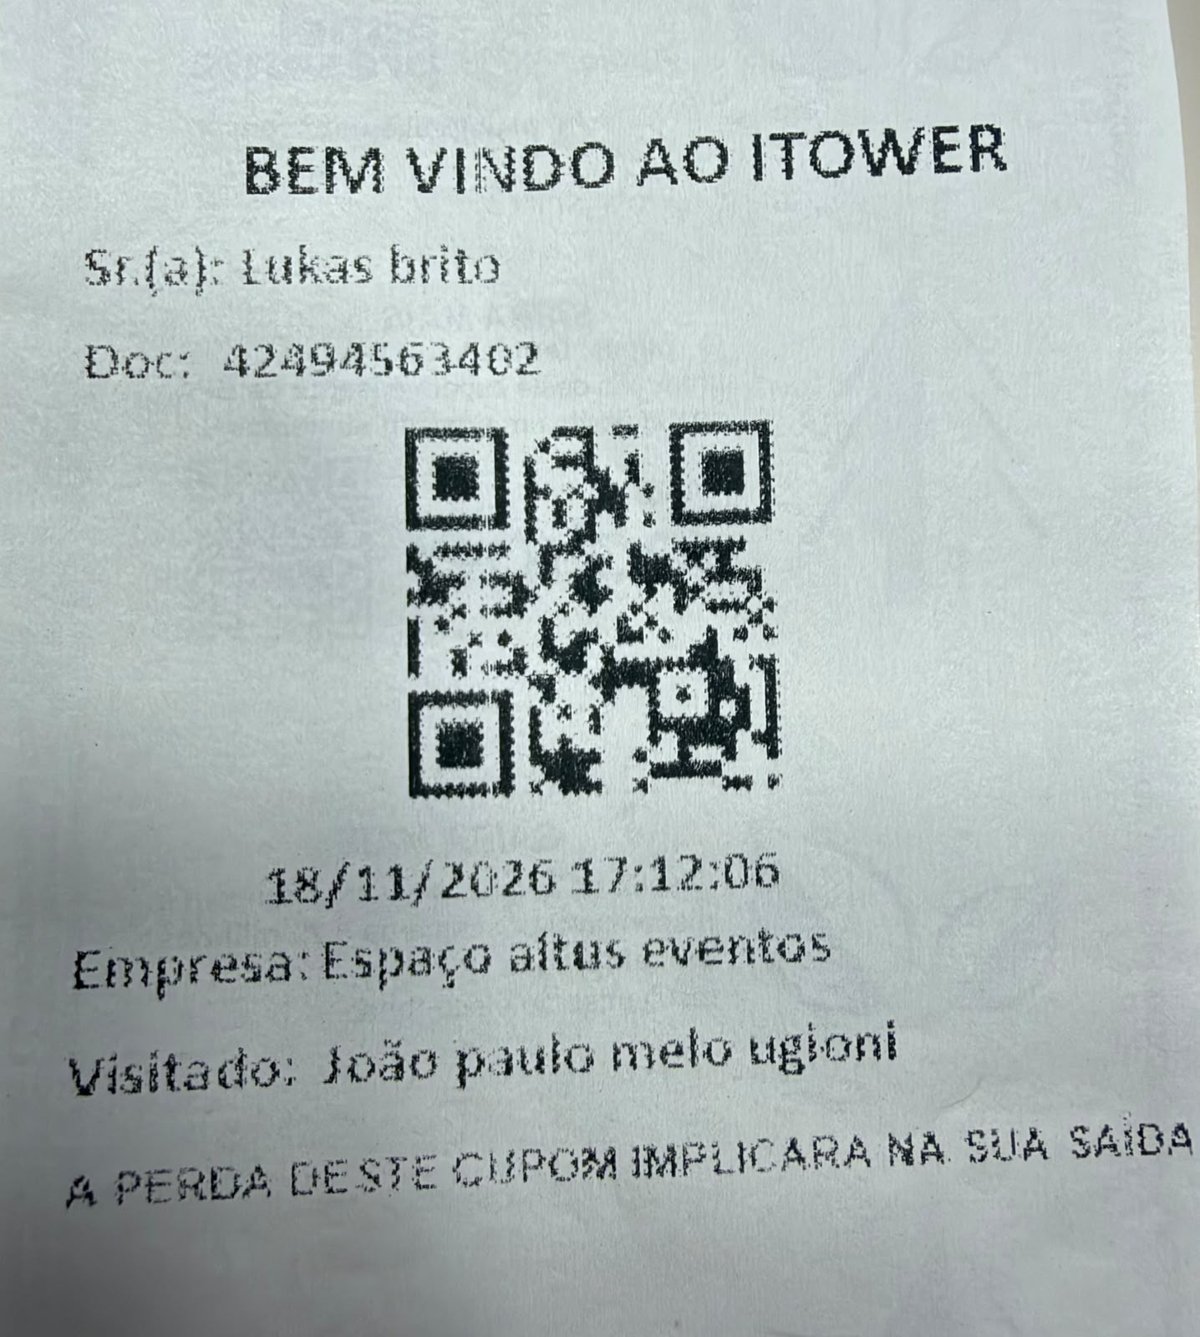 BEM VINDO AO ITOWER
Sr.(a): Lukas brito
Doc: 42494563402
18/11/2026 17:12:06
Empresa: Espaço altus eventos
Visitado: João paulo melo ugioni
A PERDA DESTE CUPOM IMPLICARA NA SUA SAÍDA